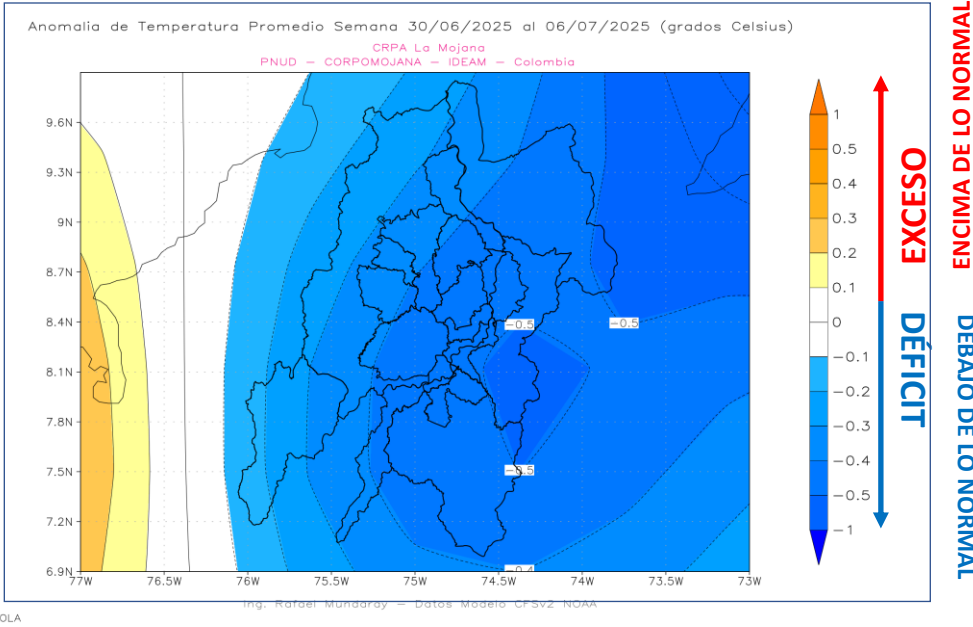 Anomalia de Temperatura Promedio Semana 30/06/2025 al 06/07/2025 (grados Celsius)
CRPA La Mojana
PNUD – CORPOMOJANA – IDEAM – Colombia
9.6N
9.3N
9N
8.7N
8.4N
8.1N
7.8N
7.5N
7.2N
6.9N
77W
76.5W
76W
75.5W
75W
74.5W
74W
73.5W
73W
−0.5
−0.5
−0.5
−0.4
1
0.5
0.4
0.3
0.2
0.1
0
−0.1
−0.2
−0.3
−0.4
−0.5
−1
EXCESO
DÉFICIT
ENCIMA DE LO NORMAL
DEBAJO DE LO NORMAL
Ing. Rafael Mundaray – Datos Modelo CFSv2 NOAA
OLA